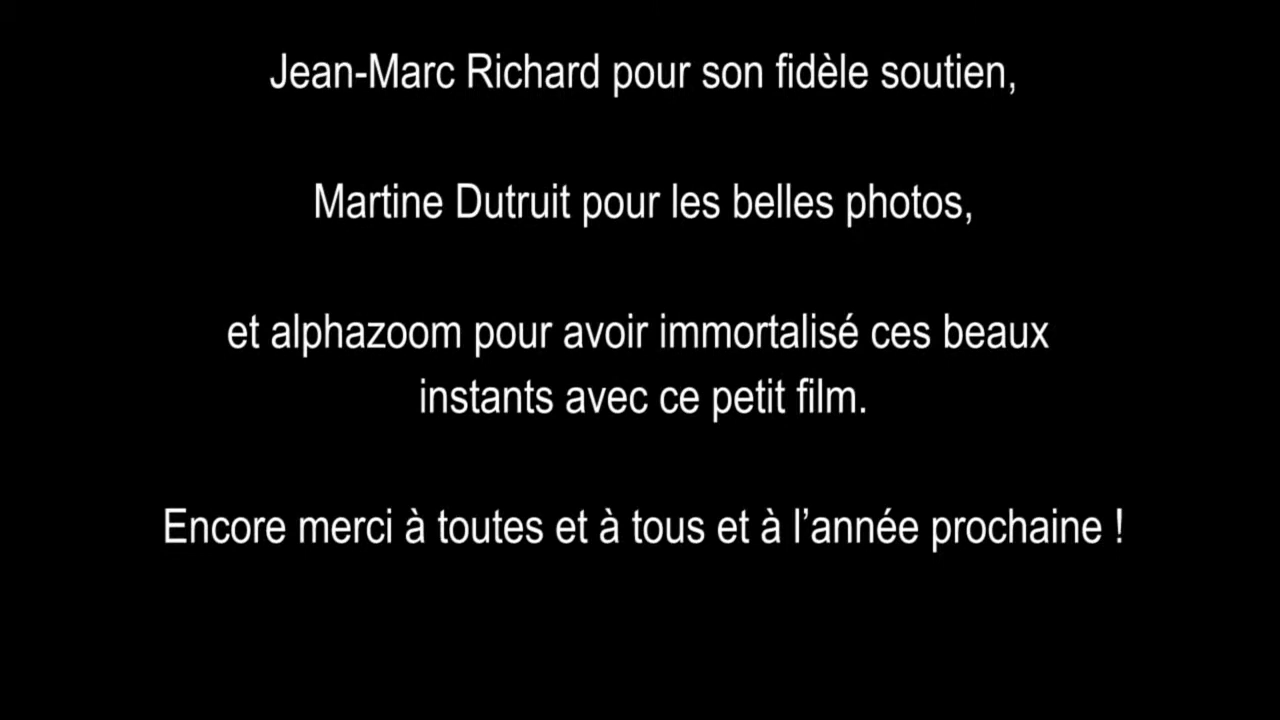 Jean-Marc Richard pour son fidèle soutien,
Martine Dutruit pour les belles photos,
et alphazoom pour avoir immortalisé ces beaux
instants avec ce petit film.
Encore merci à toutes et à tous et à l’année prochaine !